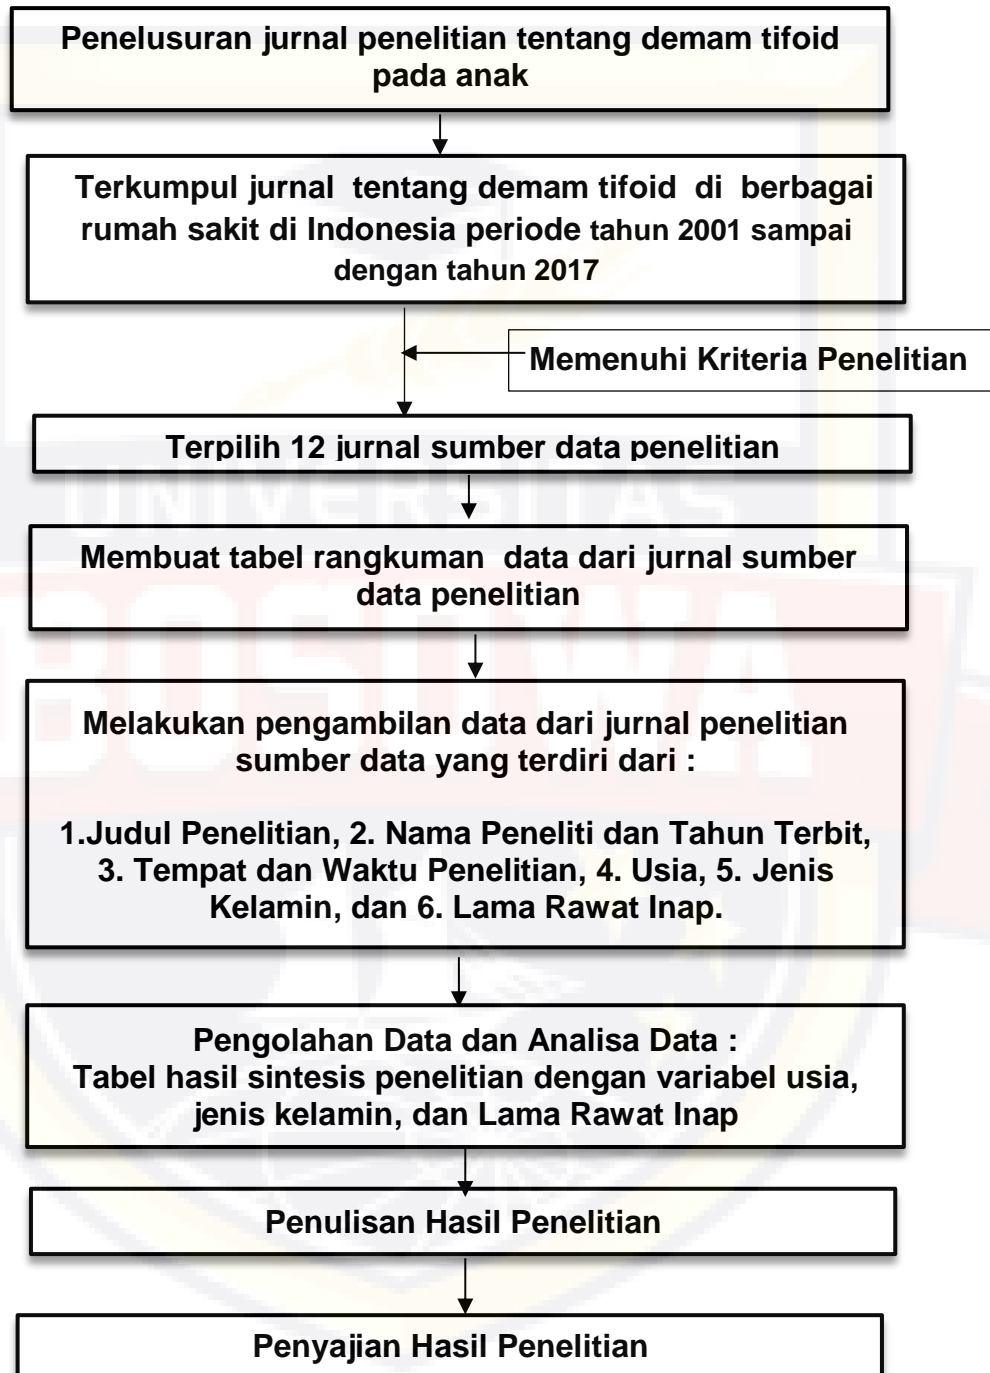 Penelusuran jurnal penelitian tentang demam tifoid
pada anak
Terkumpul jurnal tentang demam tifoid di berbagai
rumah sakit di Indonesia periode tahun 2001 sampai
dengan tahun 2017
Memenuhi Kriteria Penelitian
Terpilih 12 jurnal sumber data penelitian
UNIVERSITAS
Membuat tabel rangkuman data dari jurnal sumber
data penelitian
BOSOWA
Melakukan pengambilan data dari jurnal penelitian
sumber data yang terdiri dari :
1.Judul Penelitian, 2. Nama Peneliti dan Tahun Terbit,
3. Tempat dan Waktu Penelitian, 4. Usia, 5. Jenis
Kelamin, dan 6. Lama Rawat Inap.
Pengolahan Data dan Analisa Data :
Tabel hasil sintesis penelitian dengan variabel usia,
jenis kelamin, dan Lama Rawat Inap
Penulisan Hasil Penelitian
Penyajian Hasil Penelitian